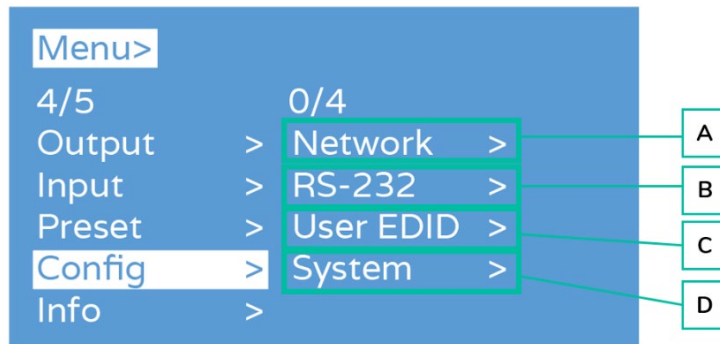 Menu>
4/5 0/4
Output > Network > A
Input > RS-232 > B
Preset > User EDID > C
Config > System > D
Info >